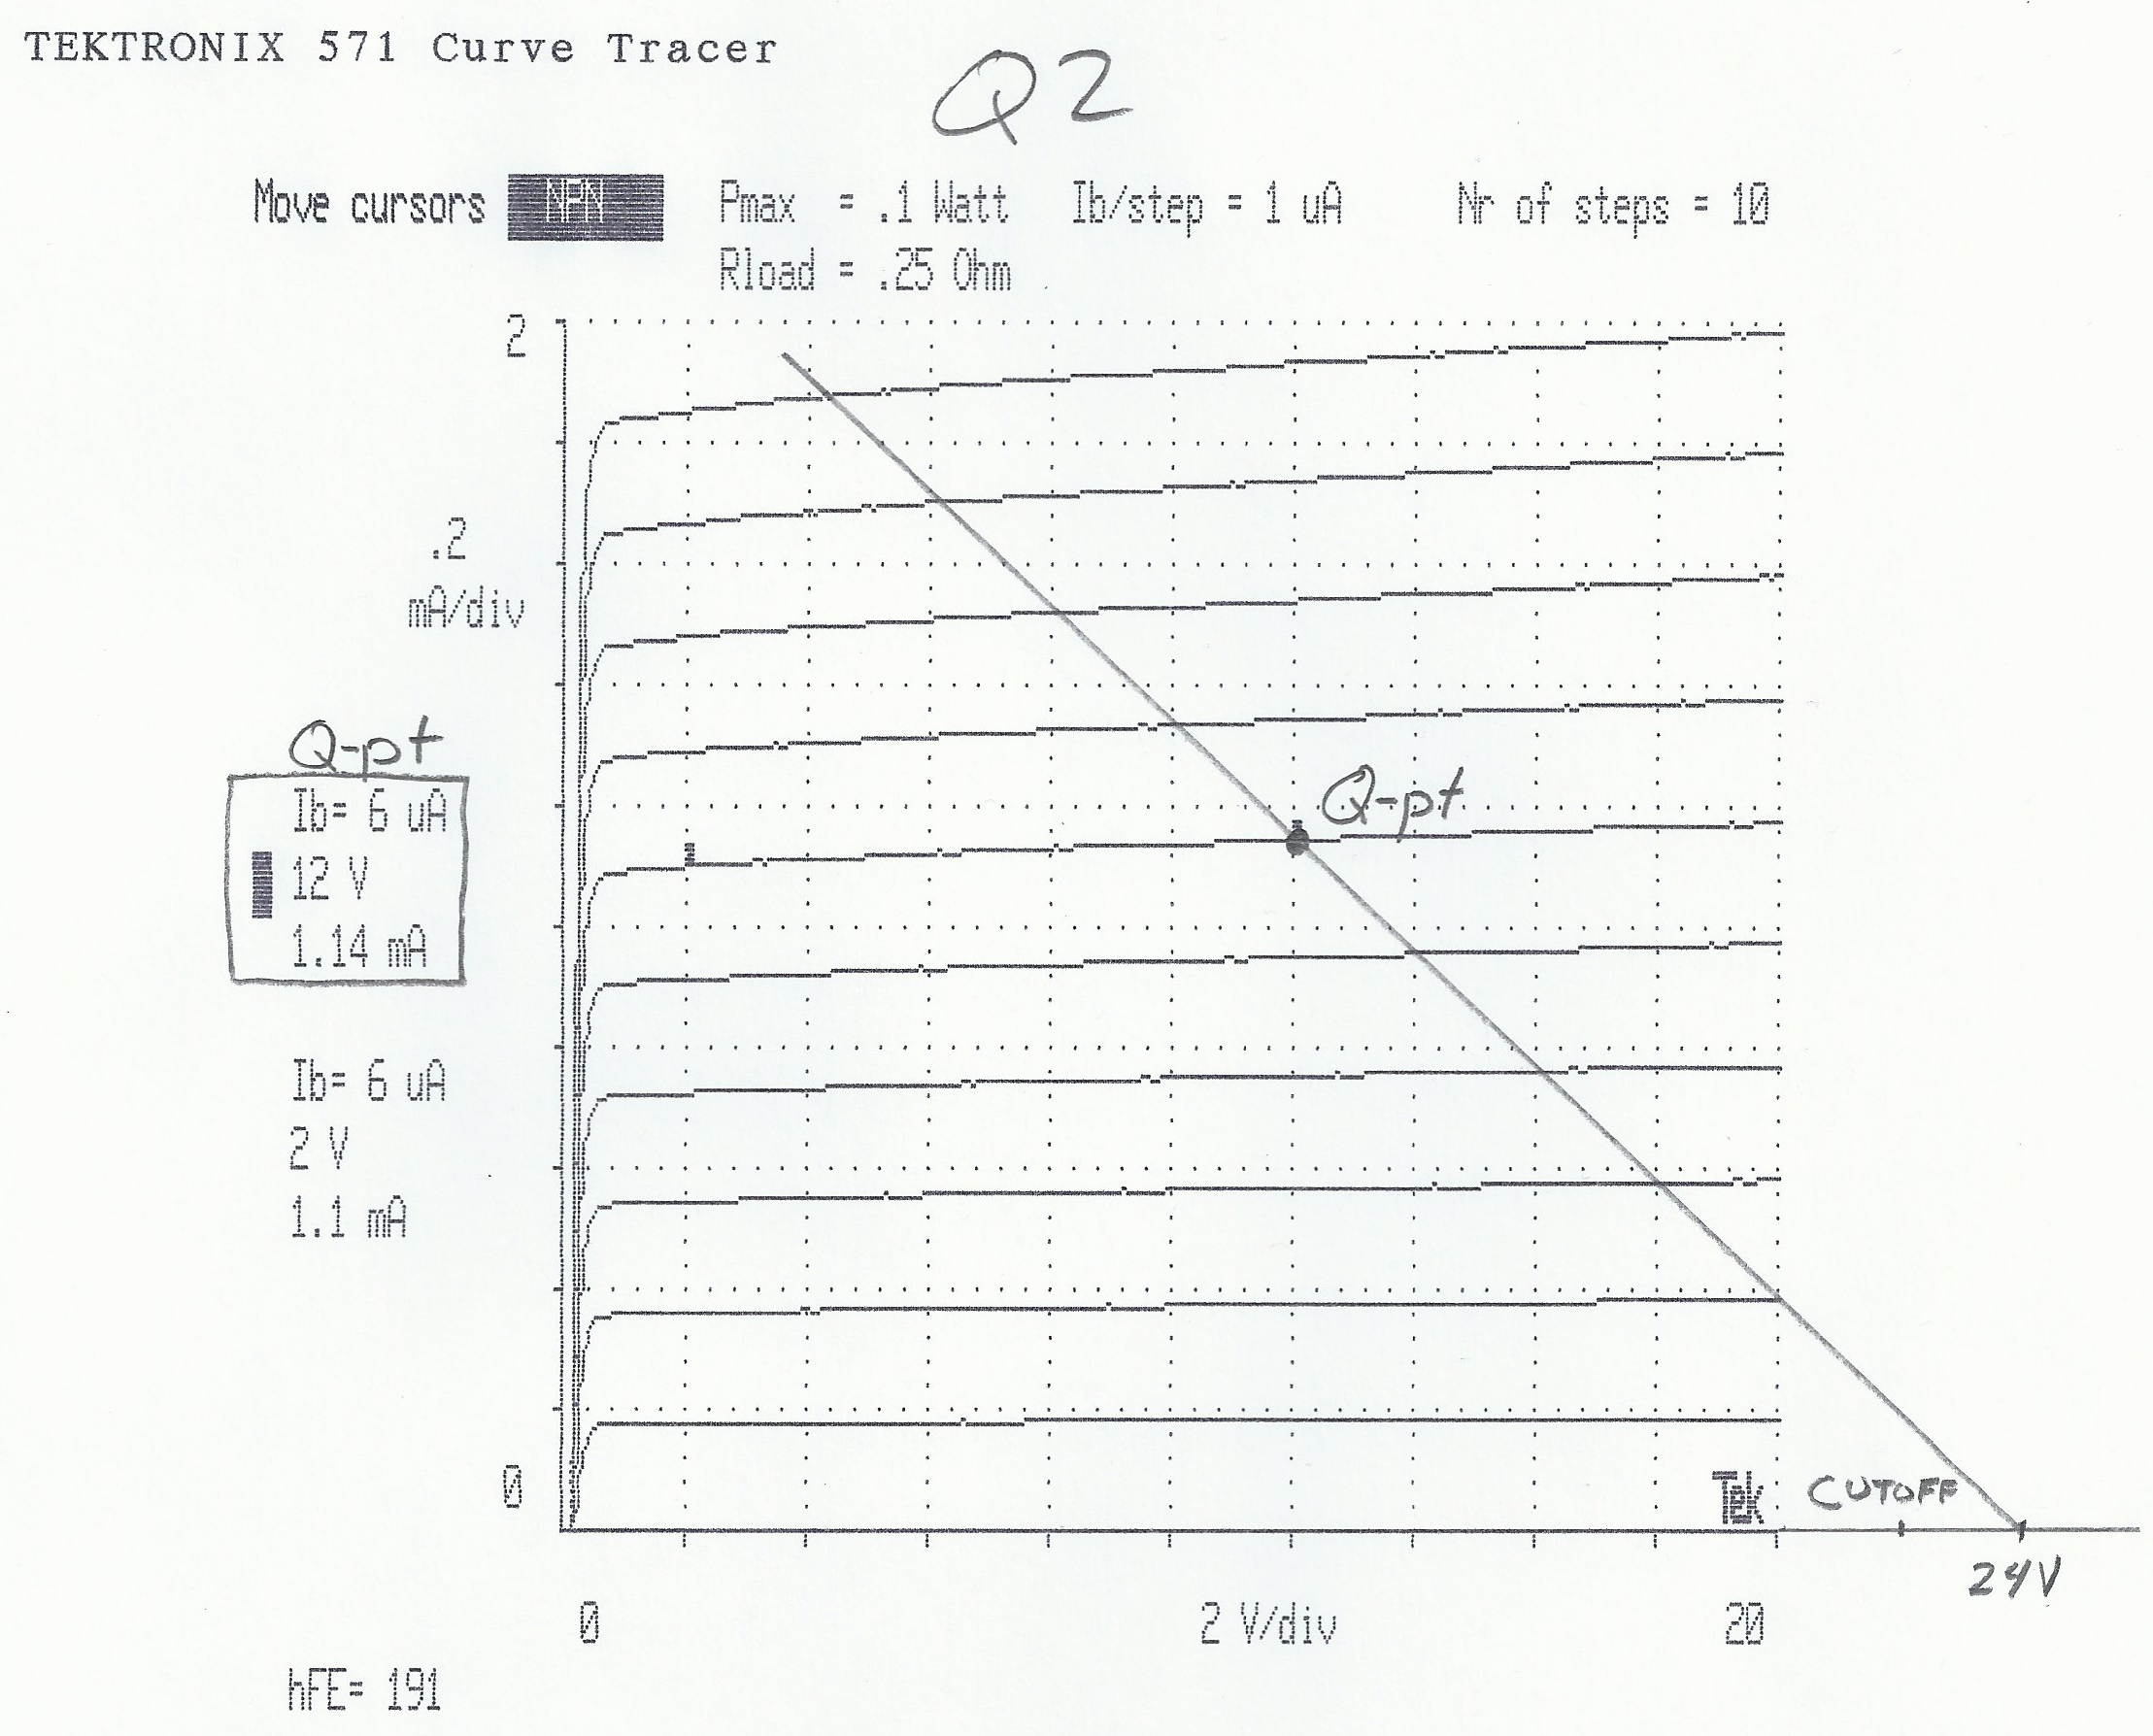 TEKTRONIX 571 Curve Tracer
Q2
Move cursors NPN Pmax = .1 Watt Ib/step = 1 uA Nr of steps = 10
Rload = .25 Ohm
2
.2
mA/div
Q-pt
Ib= 6 uA
12 V
1.14 mA
Q-pt
Ib= 6 uA
2 V
1.1 mA
0
Tek
CUTOFF
24V
0 2 V/div 20
hFE= 191